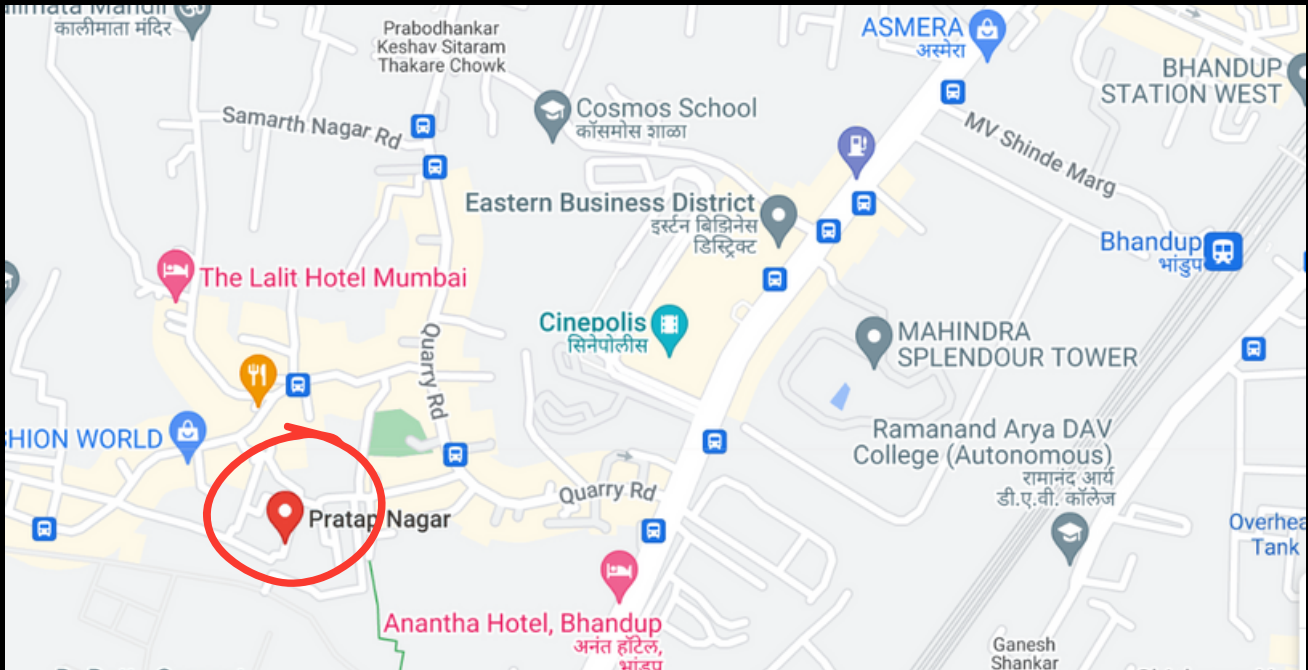 कालीमाता मंदिर
Prabodhankar
Keshav Sitaram
Thakare Chowk
ASMERA
अस्मेरा
BHANDUP
STATION WEST
Samarth Nagar Rd
Cosmos School
कॉसमोस शाळा
MV Shinde Marg
Eastern Business District
इर्स्टन बिझिनेस
डिस्ट्रिक्ट
Bhandup
भांडुप
The Lalit Hotel Mumbai
Cinepolis
सिनेपोलीस
Quarry Rd
MAHINDRA
SPLENDOUR TOWER
HION WORLD
Ramanand Arya DAV
College (Autonomous)
रामानंद आर्य
डी.ए.वी. कॉलेज
Quarry Rd
Pratap Nagar
Overhea
Tank
Anantha Hotel, Bhandup
अनंत हॉटेल,
भांडुप
Ganesh
Shankar